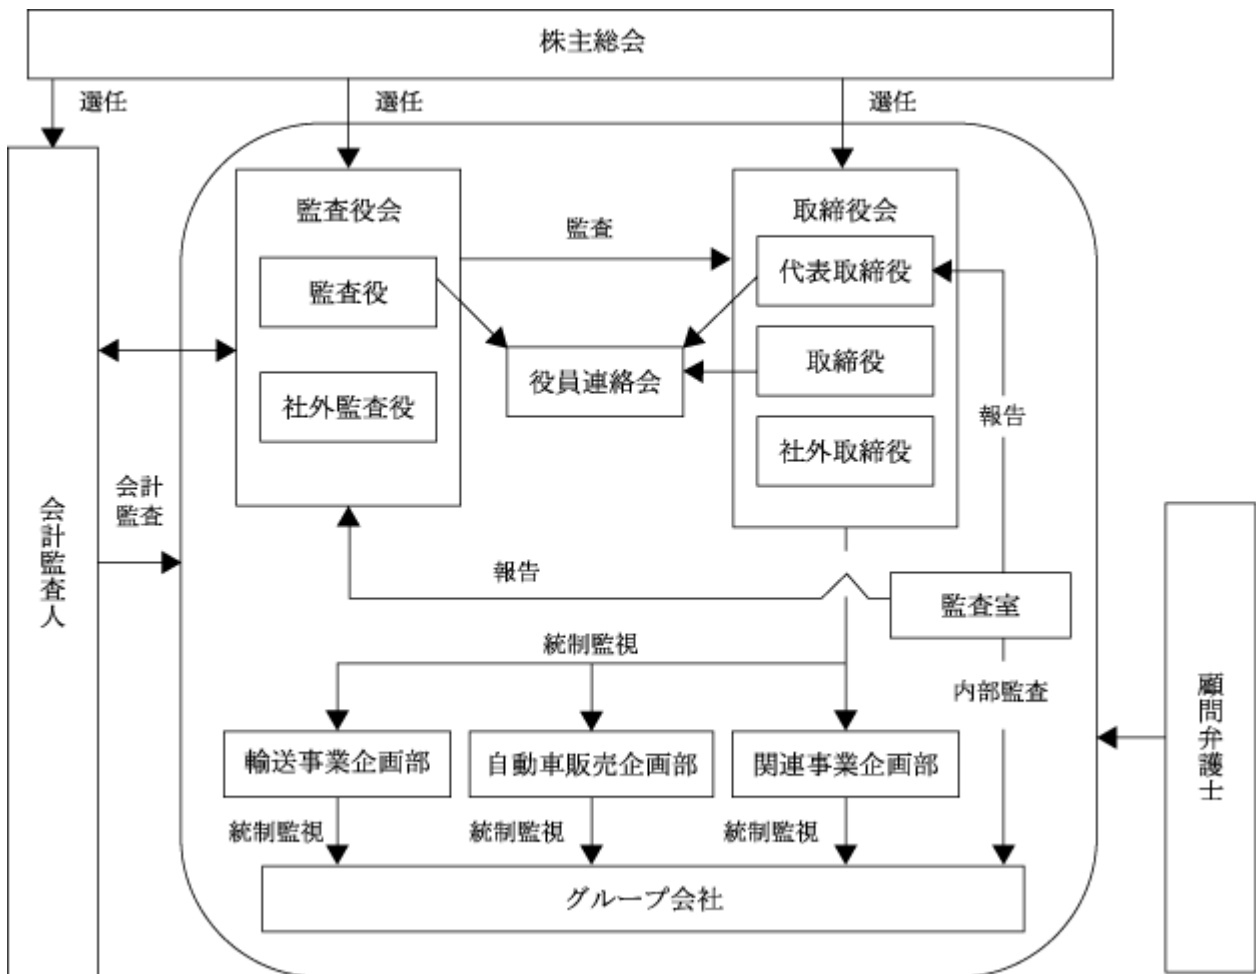 株主総会
選任
選任
選任
監査役会
取締役会
監査
監査役
代表取締役
取締役
役員連絡会
社外監査役
報告
社外取締役
会計
監査
会計監査人
報告
監査室
統制監視
内部監査
顧問弁護士
輸送事業企画部
自動車販売企画部
関連事業企画部
統制監視
統制監視
統制監視
グループ会社